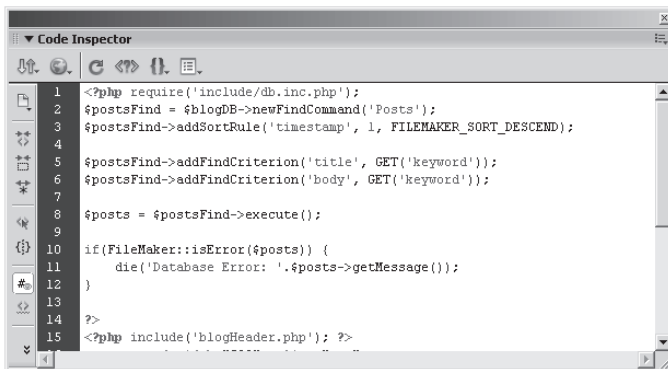 Code Inspector
1 <?php require('include/db.inc.php');
2 $postsFind = $blogDB->newFindCommand('Posts');
3 $postsFind->addSortRule('timestamp', 1, FILEMAKER_SORT_DESCEND);
4
5 $postsFind->addFindCriterion('title', GET('keyword'));
6 $postsFind->addFindCriterion('body', GET('keyword'));
7
8 $posts = $postsFind->execute();
9
10 if(FileMaker::isError($posts)) {
11 die('Database Error: '.$posts->getMessage());
12 }
13
14 ?>
15 <?php include('blogHeader.php'); ?>